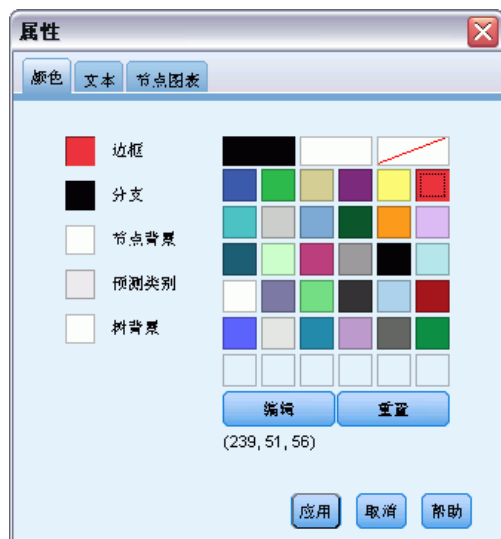 属性
颜色 文本 节点图表
边框
分支
节点背景
预测类别
树背景
编辑 重置
(239, 51, 56)
应用 取消 帮助